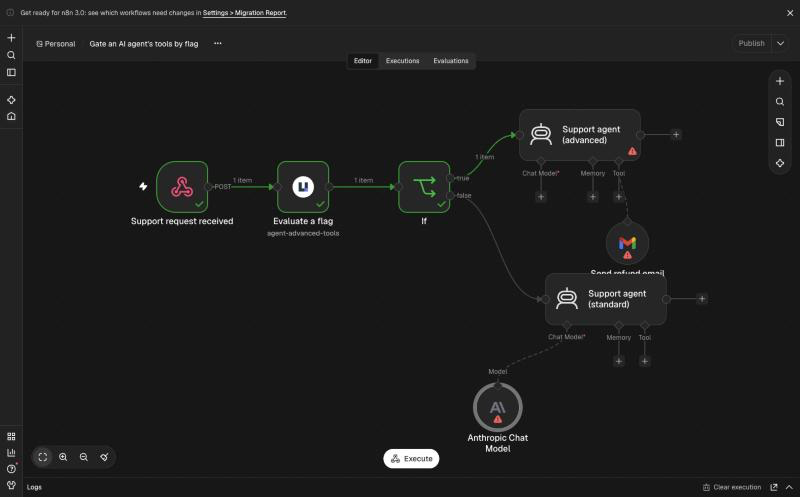 Get ready for n8n 3.0: see which workflows need changes in Settings > Migration Report.
Personal
Gate an AI agent's tools by flag
Publish
Editor
Executions
Evaluations
Support agent
(advanced)
1 item
Chat Model*
Memory
Tool
POST
1 item
1 item
true
false
Support request received
Evaluate a flag
agent-advanced-tools
If
Send refund email
Support agent
(standard)
Chat Model*
Memory
Tool
Model
Anthropic Chat
Model
Execute
Logs
Clear execution